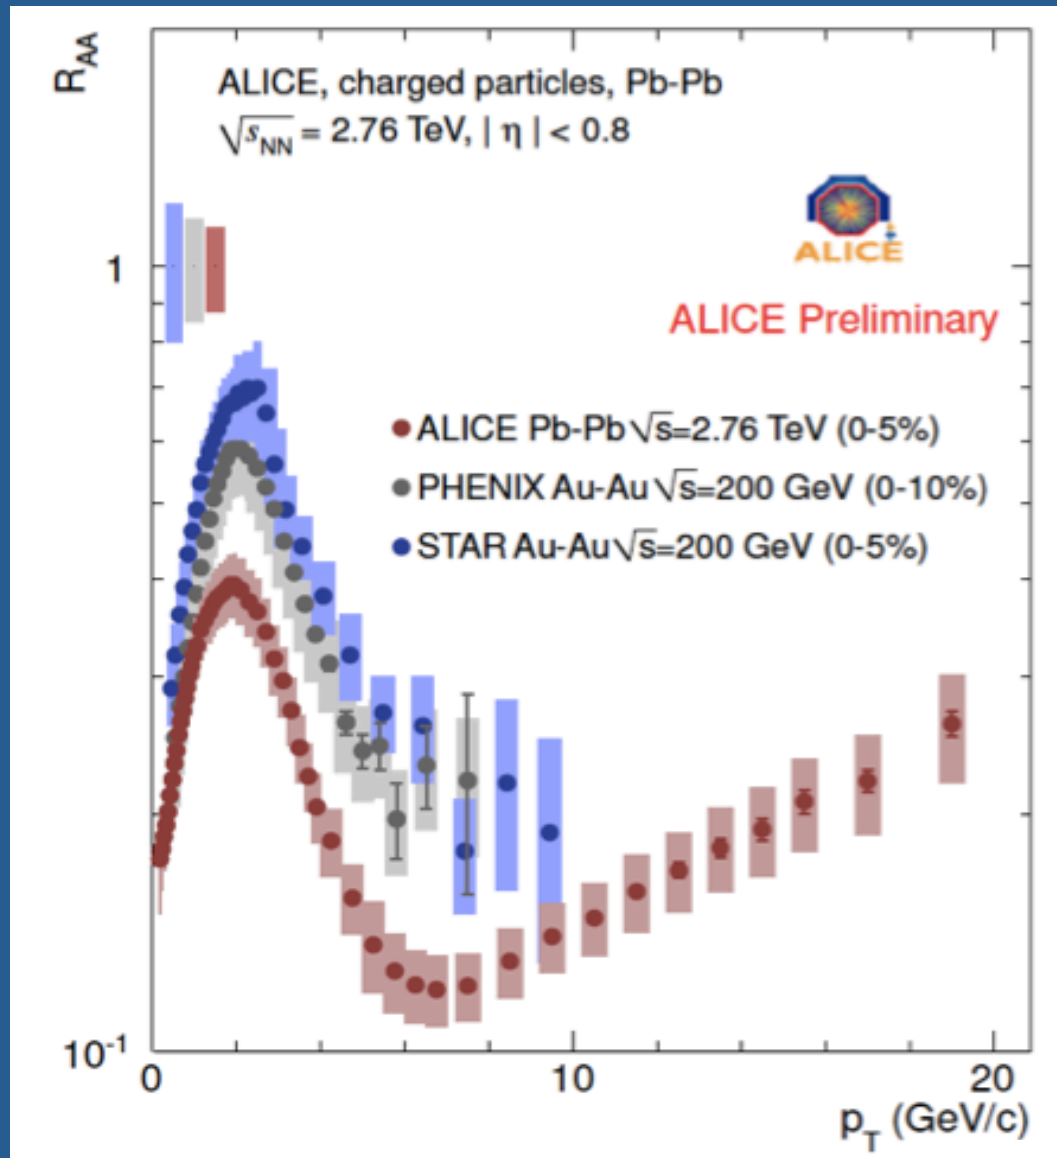 R_AA
ALICE, charged particles, Pb-Pb
√s_NN = 2.76 TeV, | η | < 0.8
ALICE
1
ALICE Preliminary
ALICE Pb-Pb √s=2.76 TeV (0-5%)
PHENIX Au-Au √s=200 GeV (0-10%)
STAR Au-Au √s=200 GeV (0-5%)
10^-1
0 10 20
p_T (GeV/c)